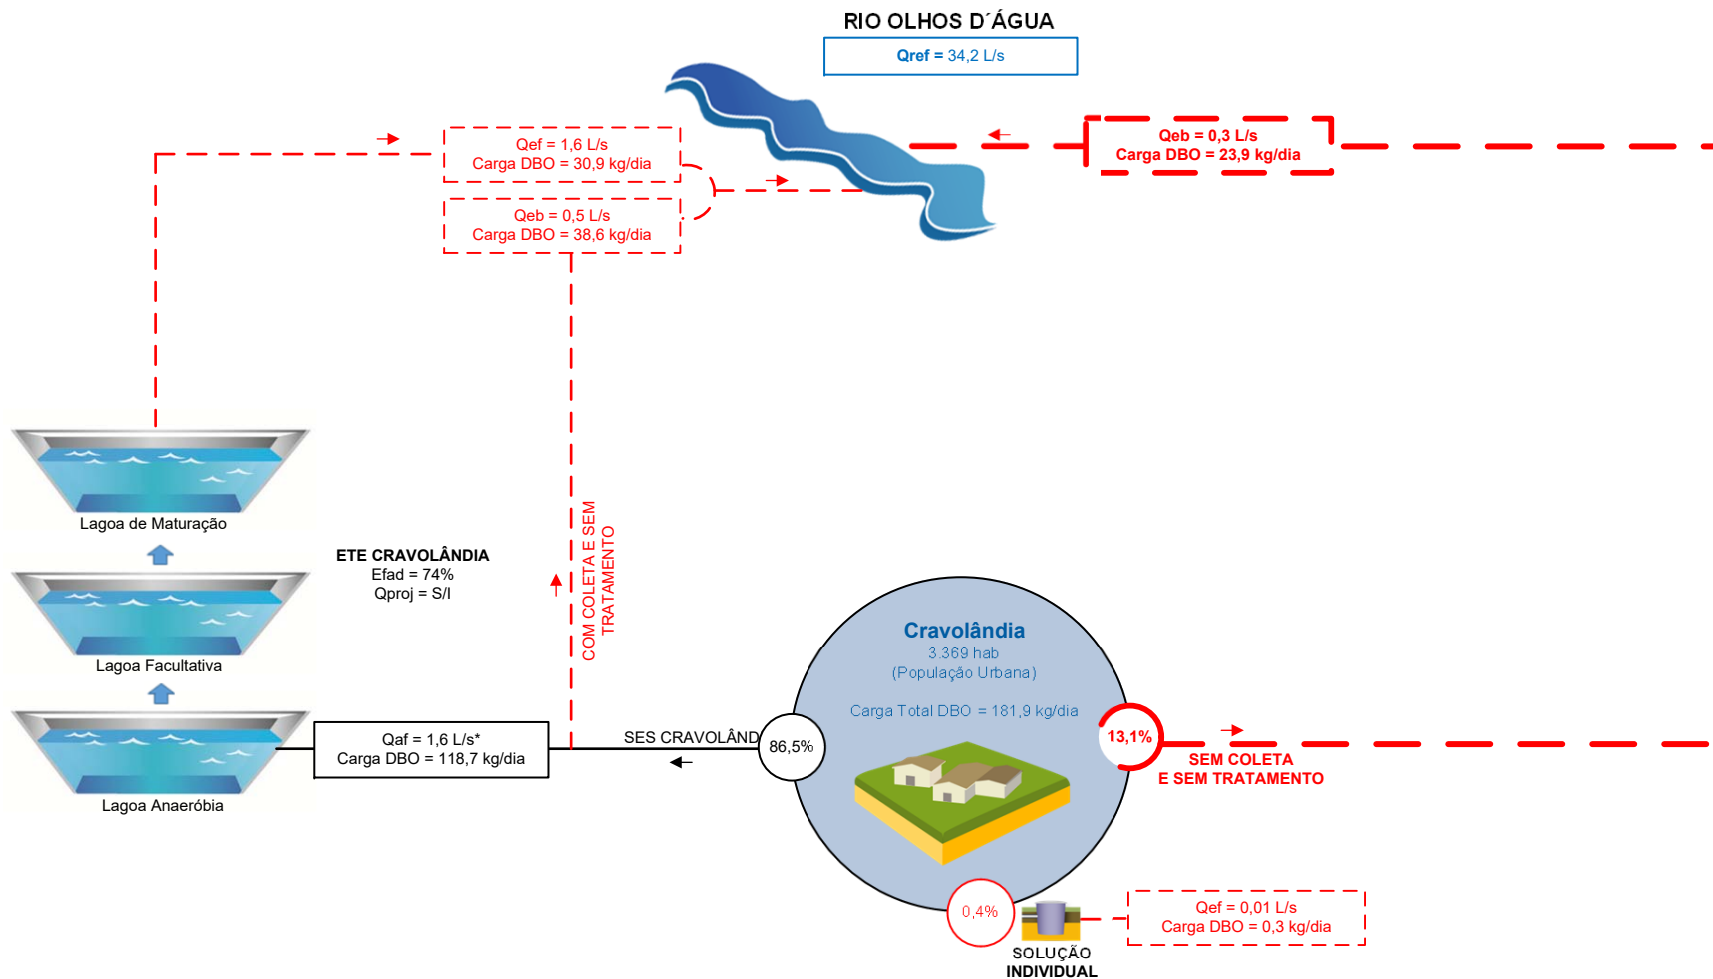 RIO OLHOS D´ÁGUA
Qref = 34,2 L/s
Qef = 1,6 L/s
Carga DBO = 30,9 kg/dia
Qeb = 0,5 L/s
Carga DBO = 38,6 kg/dia
Qeb = 0,3 L/s
Carga DBO = 23,9 kg/dia
Lagoa de Maturação
ETE CRAVOLÂNDIA
Efad = 74%
Qproj = S/I
Lagoa Facultativa
COM COLETA E SEM
TRATAMENTO
Qaf = 1,6 L/s*
Carga DBO = 118,7 kg/dia
Lagoa Anaeróbia
SES CRAVOLÂND
86,5%
Cravolândia
3.369 hab
(População Urbana)
Carga Total DBO = 181,9 kg/dia
13,1%
SEM COLETA
E SEM TRATAMENTO
0,4%
SOLUÇÃO
INDIVIDUAL
Qef = 0,01 L/s
Carga DBO = 0,3 kg/dia